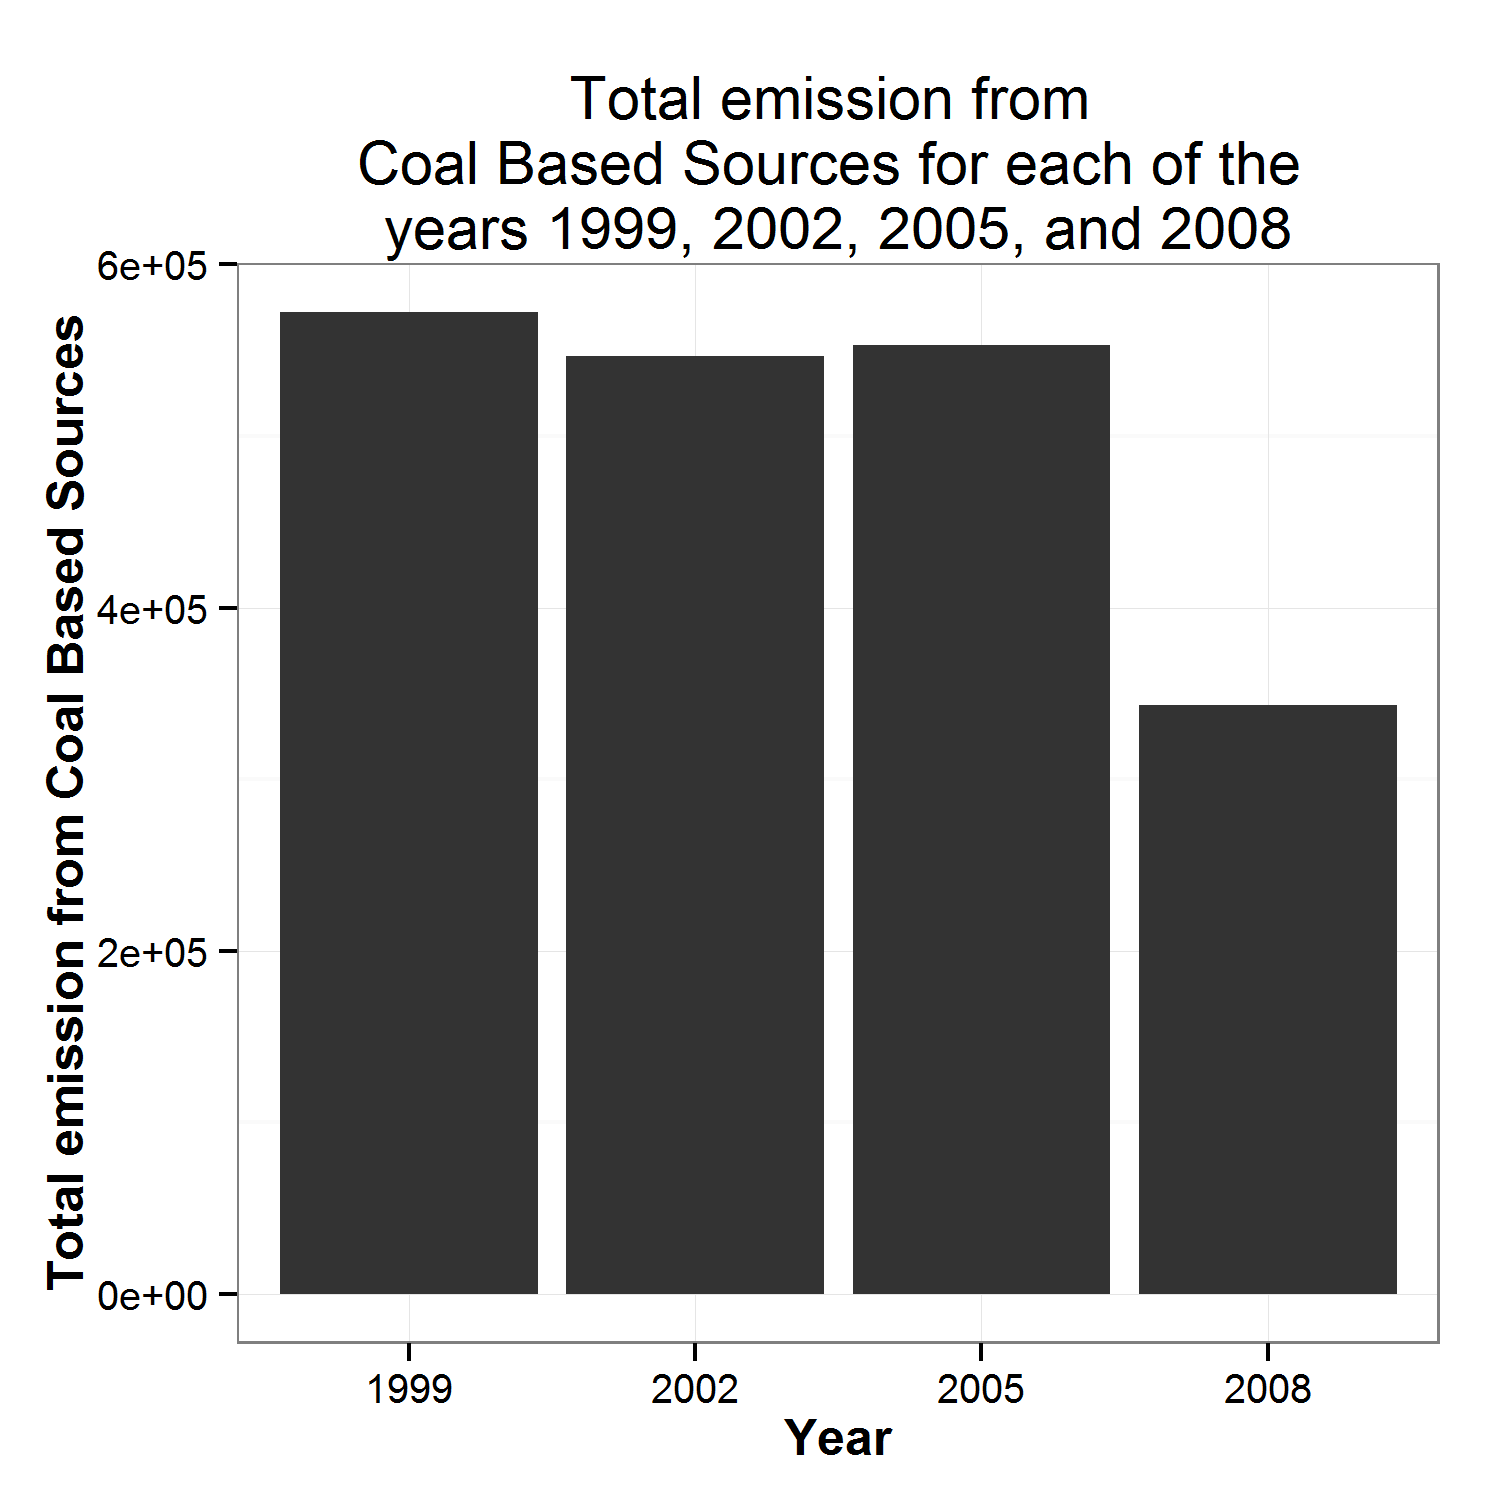 Total emission from
Coal Based Sources for each of the
years 1999, 2002, 2005, and 2008
Total emission from Coal Based Sources
6e+05
4e+05
2e+05
0e+00
1999
2002
2005
2008
Year